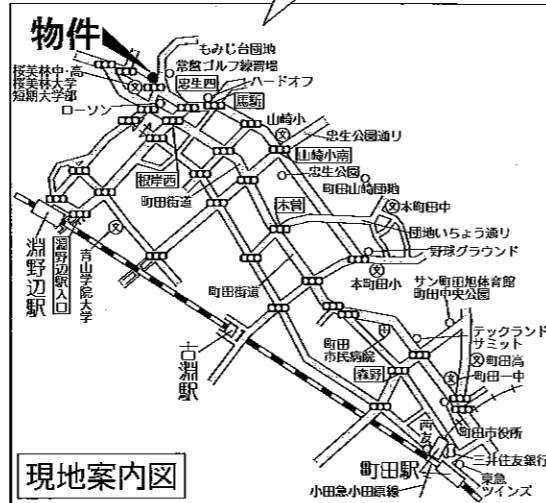 物件
もみじ台団地
常盤ゴルフ練習場
忠生四
ハードオフ
桜美林中・高
桜美林大学
短期大学部
馬駈
ローソン
山崎小
忠生公園通り
山崎小南
忠生公園
根岸西
町田街道
町田山崎団地
木曽
本町田中
団地いちょう通り
野球グラウンド
淵野辺駅
淵野辺駅入口
青山学院大学
本町田小
サン町田旭体育館
町田中央公園
町田街道
古淵駅
町田
市民病院
テックランド
サミット
町田高
森野
町田一中
西友
町田市役所
町田駅
三井住友銀行
東急
ツインズ
小田急小田原線
現地案内図